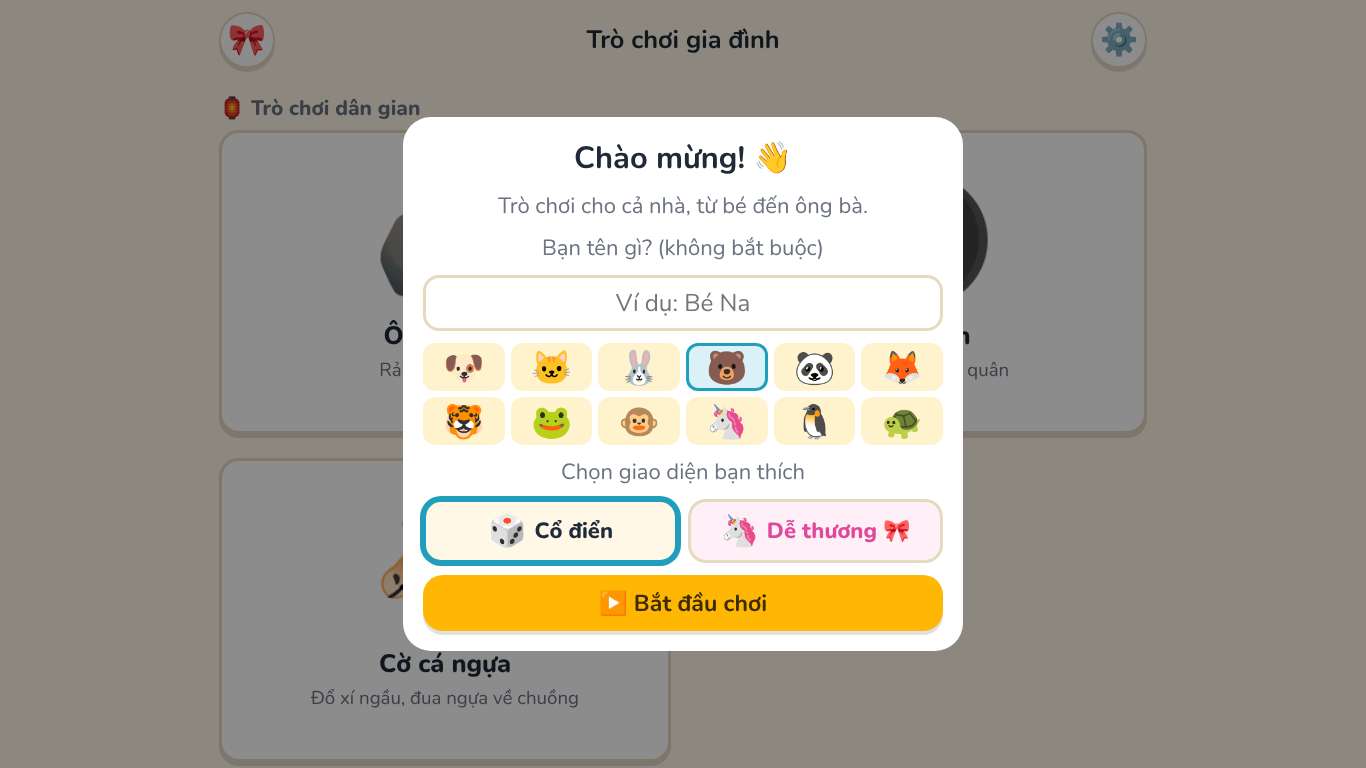 Trò chơi gia đình
Trò chơi dân gian
Chào mừng!
Trò chơi cho cả nhà, từ bé đến ông bà.
Bạn tên gì? (không bắt buộc)
Ví dụ: Bé Na
Chọn giao diện bạn thích
Cổ điển
Dễ thương
Bắt đầu chơi
quân
Cờ cá ngựa
Đổ xí ngầu, đua ngựa về chuồng